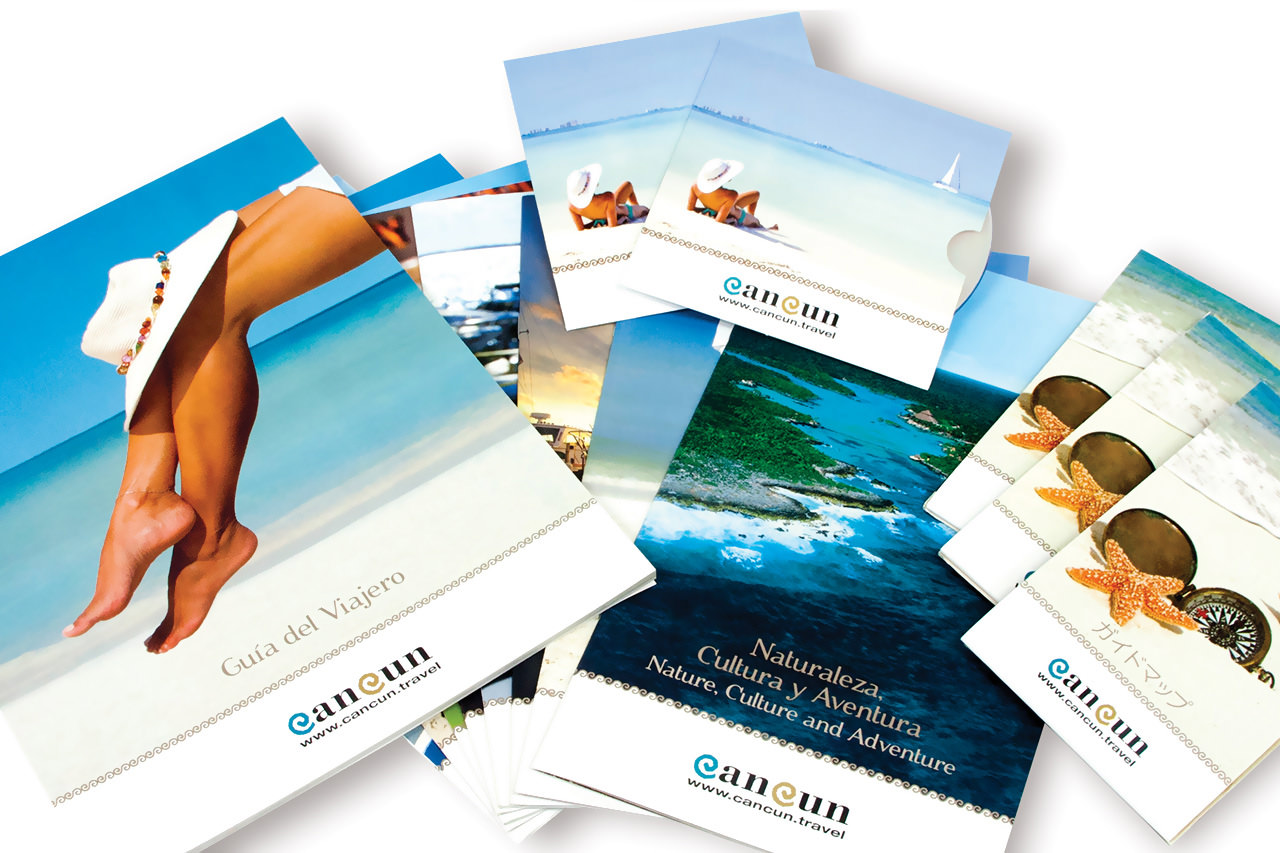 Guía del Viajero
cancun
www.cancun.travel
cancun
www.cancun.travel
Naturaleza,
Cultura y Aventura
Nature, Culture and Adventure
cancun
www.cancun.travel
ガイドマップ
cancun
www.cancun.travel